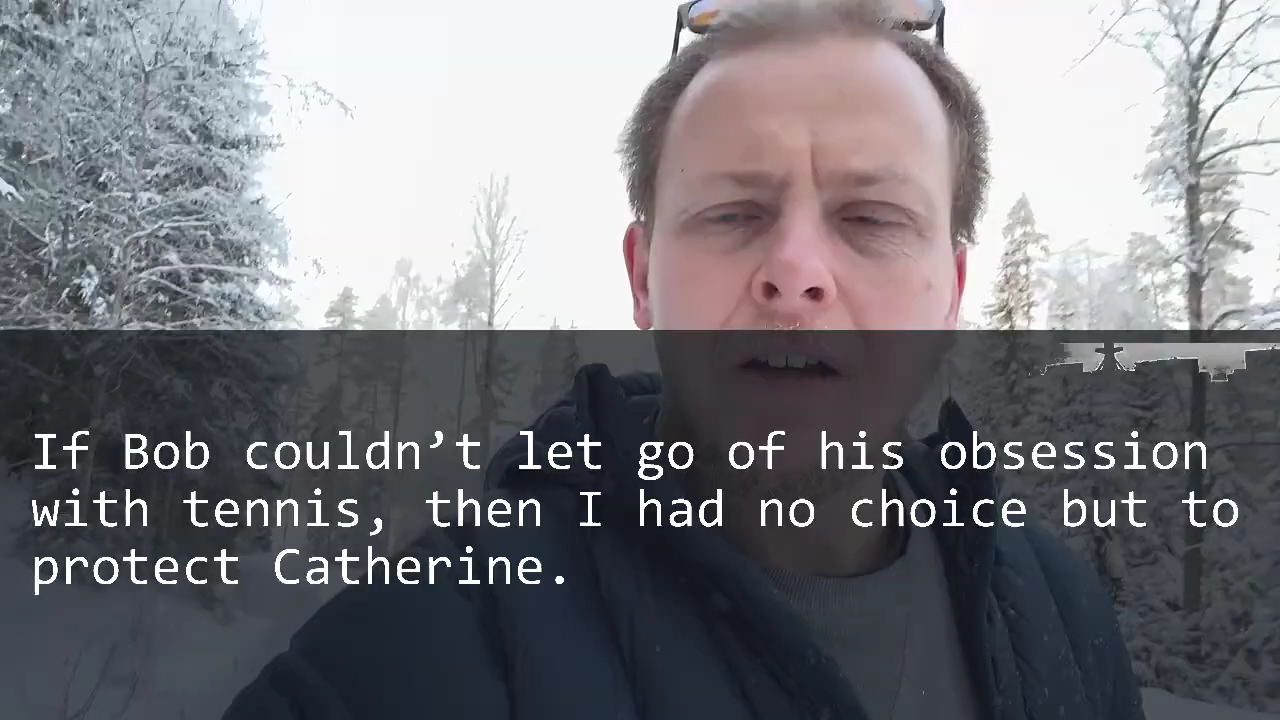 If Bob couldn’t let go of his obsession
with tennis, then I had no choice but to
protect Catherine.